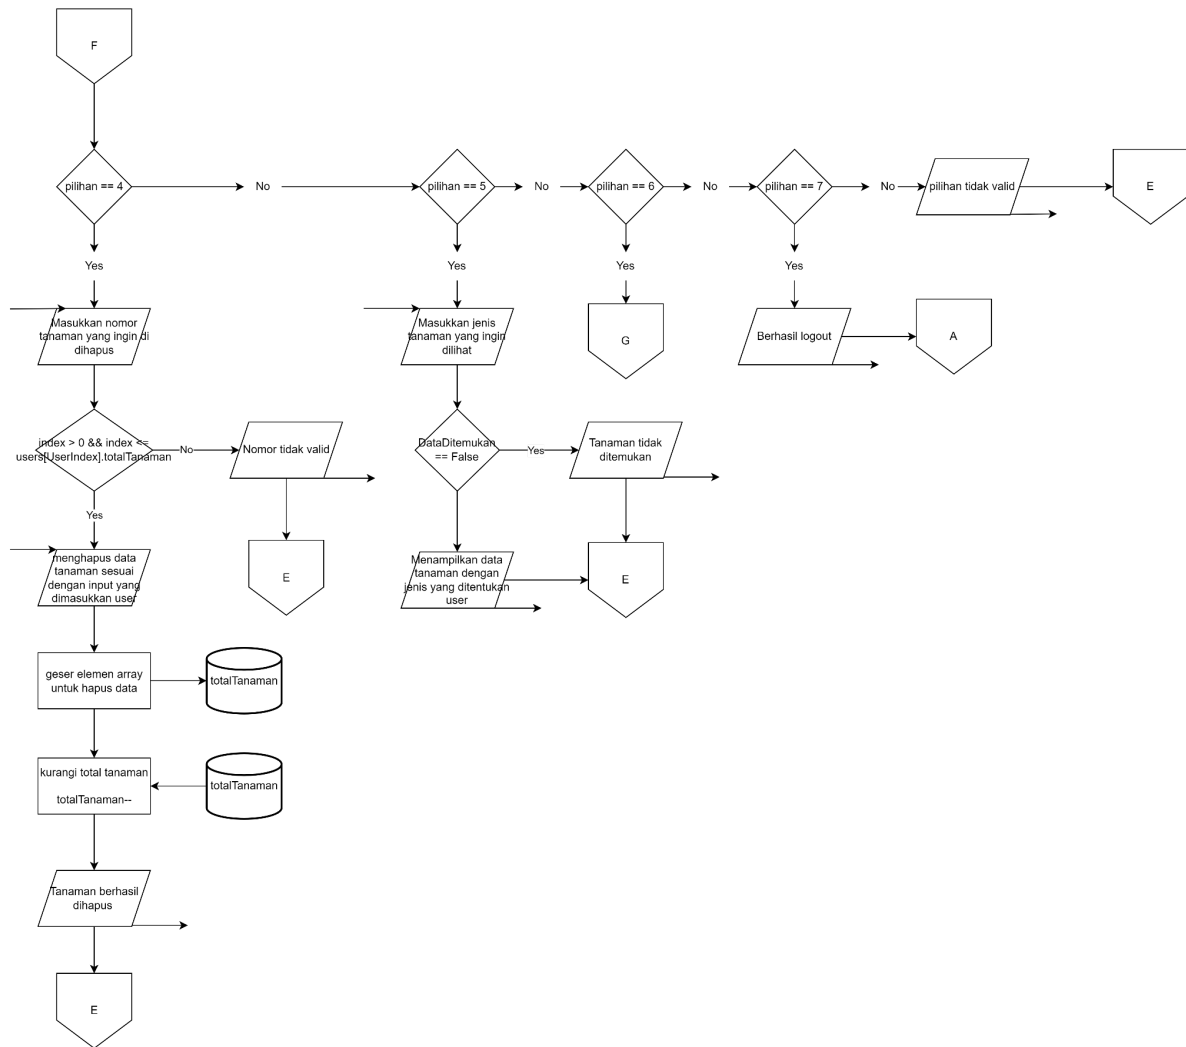 F
pilihan == 4
No
pilihan == 5
No
pilihan == 6
No
pilihan == 7
No
pilihan tidak valid
E
Yes
Yes
Yes
Yes
Masukkan nomor
tanaman yang ingin di
dihapus
Masukkan jenis
tanaman yang ingin
dilihat
G
Berhasil logout
A
index > 0 && index <=
users[UserIndex].totalTanaman
No
Nomor tidak valid
DataDitemukan
== False
Yes
Tanaman tidak
ditemukan
Yes
menghapus data
tanaman sesuai
dengan input yang
dimasukkan user
E
Menampilkan data
tanaman dengan
jenis yang ditentukan
user
E
geser elemen array
untuk hapus data
totalTanaman
kurangi total tanaman
totalTanaman--
totalTanaman
Tanaman berhasil
dihapus
E